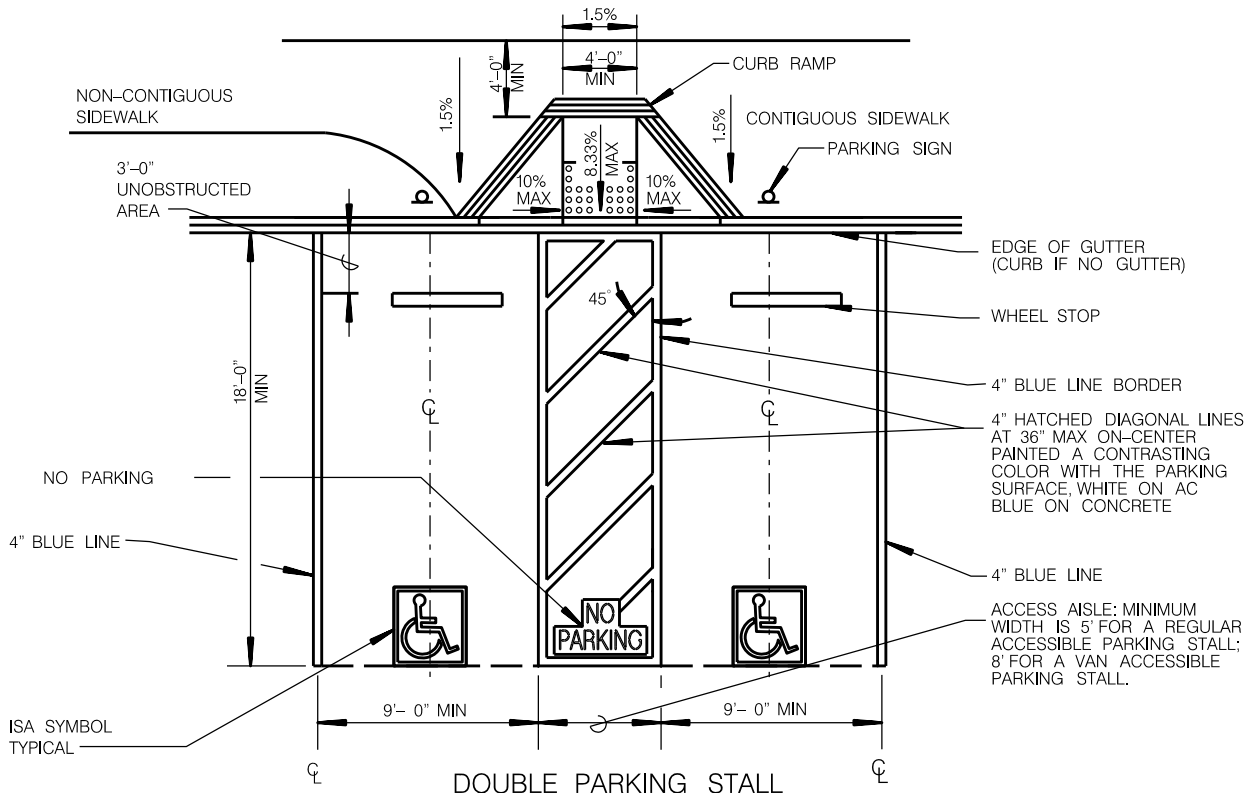 1.5%
4'-0"
MIN
4'-0"
MIN
CURB RAMP
NON-CONTIGUOUS
SIDEWALK
1.5%
1.5%
CONTIGUOUS SIDEWALK
PARKING SIGN
8.33%
MAX
3'-0"
UNOBSTRUCTED
AREA
10%
MAX
10%
MAX
EDGE OF GUTTER
(CURB IF NO GUTTER)
45°
WHEEL STOP
18'-0"
MIN
4" BLUE LINE BORDER
CL
CL
4" HATCHED DIAGONAL LINES
AT 36" MAX ON-CENTER
PAINTED A CONTRASTING
COLOR WITH THE PARKING
SURFACE, WHITE ON AC
BLUE ON CONCRETE
NO PARKING
4" BLUE LINE
4" BLUE LINE
NO
PARKING
ACCESS AISLE: MINIMUM
WIDTH IS 5' FOR A REGULAR
ACCESSIBLE PARKING STALL;
8' FOR A VAN ACCESSIBLE
PARKING STALL.
9'- 0" MIN
9'- 0" MIN
ISA SYMBOL
TYPICAL
CL
CL
DOUBLE PARKING STALL